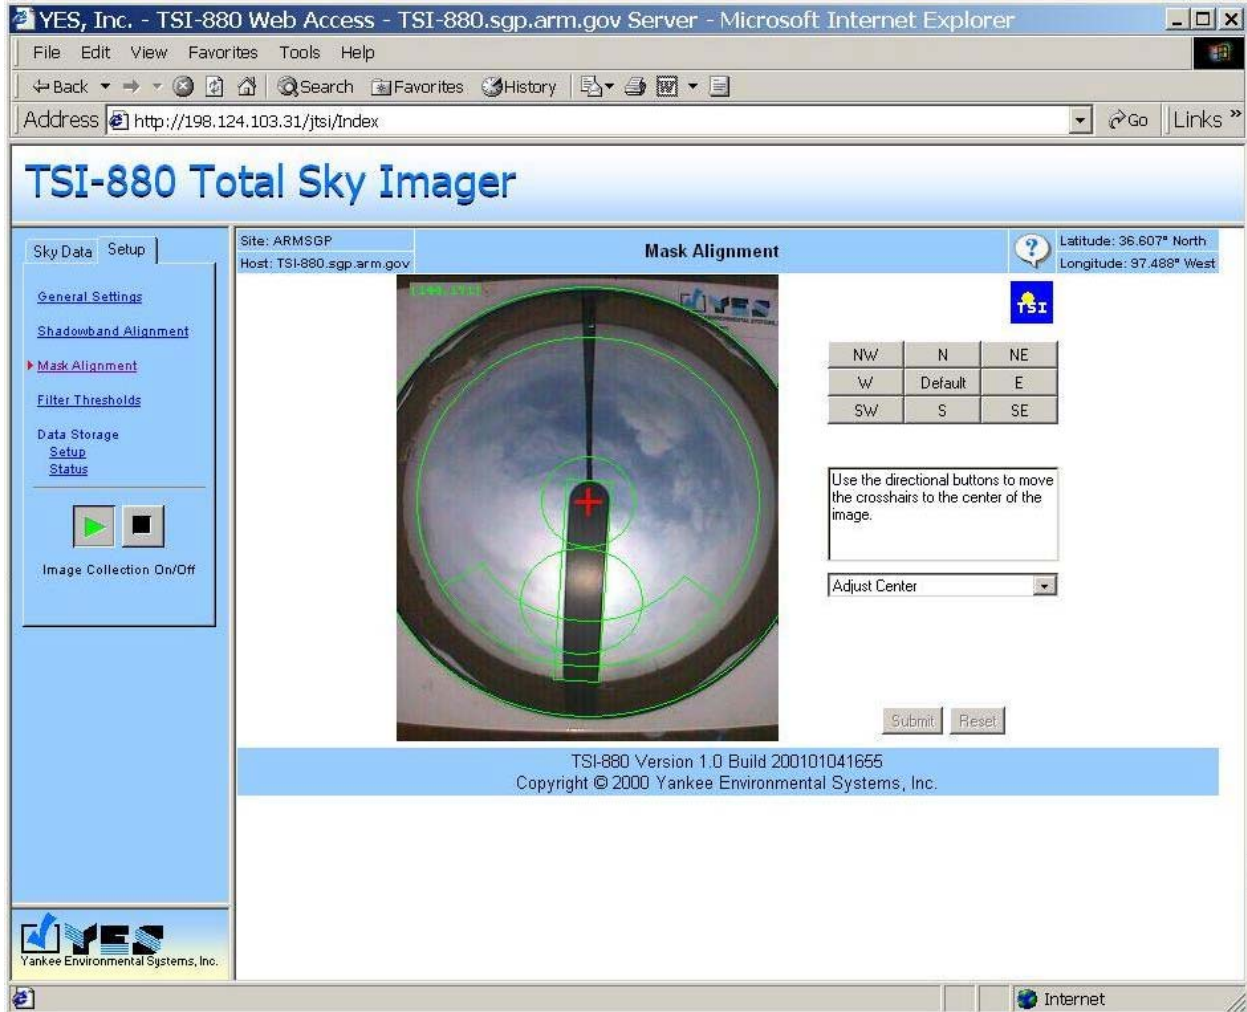 YES, Inc. - TSI-880 Web Access - TSI-880.sgp.arm.gov Server - Microsoft Internet Explorer
File Edit View Favorites Tools Help
Back Search Favorites History
Address http://198.124.103.31/jtsi/Index Go Links »
TSI-880 Total Sky Imager
Sky Data Setup
General Settings
Shadowband Alignment
Mask Alignment
Filter Thresholds
Data Storage
Setup
Status
Image Collection On/Off
Site: ARMSGP
Host: TSI-880.sgp.arm.gov
Mask Alignment
?
Latitude: 36.607° North
Longitude: 97.488° West
TSI
YES
NW N NE
W Default E
SW S SE
Use the directional buttons to move
the crosshairs to the center of the
image.
Adjust Center
Submit Reset
TSI-880 Version 1.0 Build 200101041655
Copyright © 2000 Yankee Environmental Systems, Inc.
YES
Yankee Environmental Systems, Inc.
Internet